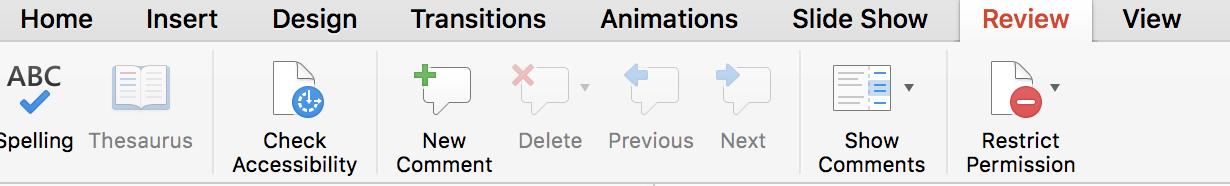 Home Insert Design Transitions Animations Slide Show Review View
ABC
Spelling Thesaurus Check Accessibility New Comment Delete Previous Next Show Comments Restrict Permission